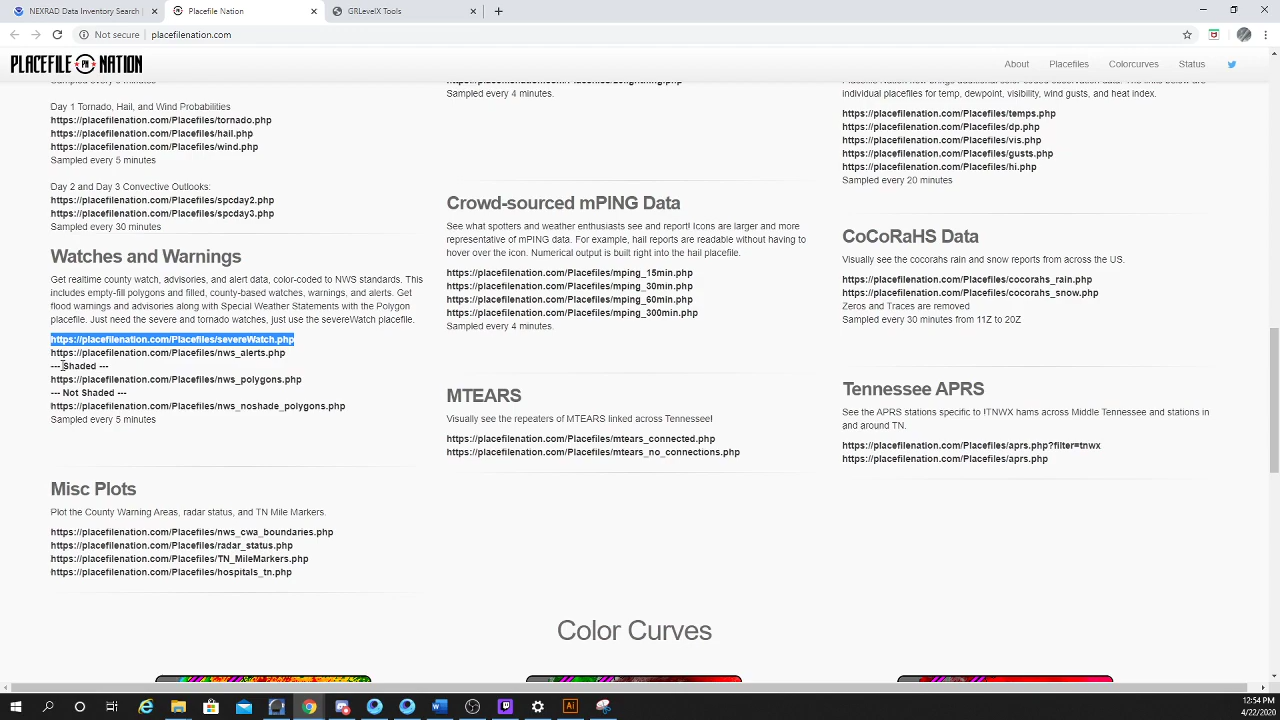 NEXRAD Data Inventory Search |
Placefile Nation
GRLevelX Tools
Not secure | placefilenation.com
PLACEFILE PN NATION
About
Placefiles
Colorcurves
Status
Day 1 Tornado, Hail, and Wind Probabilities
https://placefilenation.com/Placefiles/tornado.php
https://placefilenation.com/Placefiles/hail.php
https://placefilenation.com/Placefiles/wind.php
Sampled every 5 minutes
Day 2 and Day 3 Convective Outlooks:
https://placefilenation.com/Placefiles/spcday2.php
https://placefilenation.com/Placefiles/spcday3.php
Sampled every 30 minutes
Watches and Warnings
Get realtime county watch, advisories, and alert data, color-coded to NWS standards. This
includes empty-fill polygons and filled, county-based watches, warnings, and alerts. Get
flood warnings and advisories along with Special Weather Statements with the Polygon
placefile. Just need the severe and tornado watches, just use the severeWatch placefile.
https://placefilenation.com/Placefiles/severeWatch.php
https://placefilenation.com/Placefiles/nws_alerts.php
--- Shaded ---
https://placefilenation.com/Placefiles/nws_polygons.php
--- Not Shaded ---
https://placefilenation.com/Placefiles/nws_noshade_polygons.php
Sampled every 5 minutes
Misc Plots
Plot the County Warning Areas, radar status, and TN Mile Markers.
https://placefilenation.com/Placefiles/nws_cwa_boundaries.php
https://placefilenation.com/Placefiles/radar_status.php
https://placefilenation.com/Placefiles/TN_MileMarkers.php
https://placefilenation.com/Placefiles/hospitals_tn.php
Sampled every 4 minutes.
Crowd-sourced mPING Data
See what spotters and weather enthusiasts see and report! Icons are larger and more
representative of mPING data. For example, hail reports are readable without having to
hover over the icon. Numerical output is built right into the hail placefile.
https://placefilenation.com/Placefiles/mping_15min.php
https://placefilenation.com/Placefiles/mping_30min.php
https://placefilenation.com/Placefiles/mping_60min.php
https://placefilenation.com/Placefiles/mping_300min.php
Sampled every 4 minutes.
MTEARS
Visually see the repeaters of MTEARS linked across Tennesseel!
https://placefilenation.com/Placefiles/mtears_connected.php
https://placefilenation.com/Placefiles/mtears_no_connections.php
individual placefiles for temp, dewpoint, visibility, wind gusts, and heat index.
https://placefilenation.com/Placefiles/temps.php
https://placefilenation.com/Placefiles/dp.php
https://placefilenation.com/Placefiles/vis.php
https://placefilenation.com/Placefiles/gusts.php
https://placefilenation.com/Placefiles/hi.php
Sampled every 20 minutes
CoCoRaHS Data
Visually see the cocorahs rain and snow reports from across the US.
https://placefilenation.com/Placefiles/cocorahs_rain.php
https://placefilenation.com/Placefiles/cocorahs_snow.php
Zeros and Traces are removed
Sampled every 30 minutes from 11Z to 20Z
Tennessee APRS
See the APRS stations specific to !TNWX hams across Middle Tennessee and stations in
and around TN.
https://placefilenation.com/Placefiles/aprs.php?filter=tnwx
https://placefilenation.com/Placefiles/aprs.php
Color Curves
12:54 PM
4/22/2020